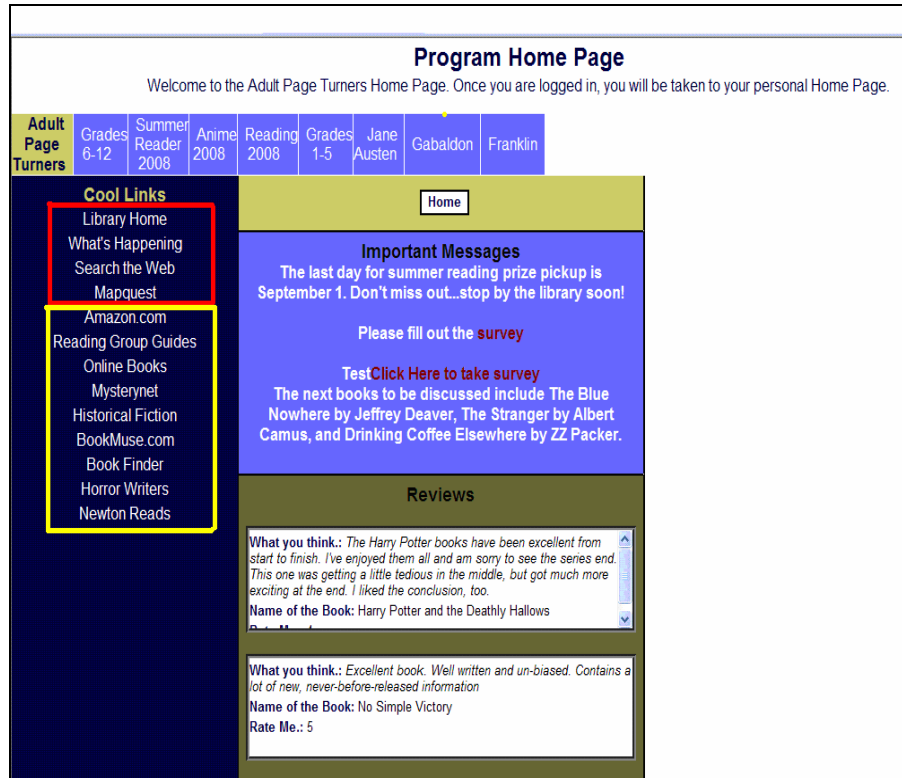 Program Home Page
Welcome to the Adult Page Turners Home Page. Once you are logged in, you will be taken to your personal Home Page.
Adult
Page
Turners
Grades
6-12
Summer
Reader
2008
Anime
2008
Reading
2008
Grades
1-5
Jane
Austen
Gabaldon
Franklin
Cool Links
Library Home
What's Happening
Search the Web
Mapquest
Amazon.com
Reading Group Guides
Online Books
Mysterynet
Historical Fiction
BookMuse.com
Book Finder
Horror Writers
Newton Reads
Home
Important Messages
The last day for summer reading prize pickup is
September 1. Don't miss out...stop by the library soon!
Please fill out the survey
TestClick Here to take survey
The next books to be discussed include The Blue
Nowhere by Jeffrey Deaver, The Stranger by Albert
Camus, and Drinking Coffee Elsewhere by ZZ Packer.
Reviews
What you think.: The Harry Potter books have been excellent from
start to finish. I've enjoyed them all and am sorry to see the series end.
This one was getting a little tedious in the middle, but got much more
exciting at the end. I liked the conclusion, too.
Name of the Book: Harry Potter and the Deathly Hallows
What you think.: Excellent book. Well written and un-biased. Contains a
lot of new, never-before-released information
Name of the Book: No Simple Victory
Rate Me.: 5